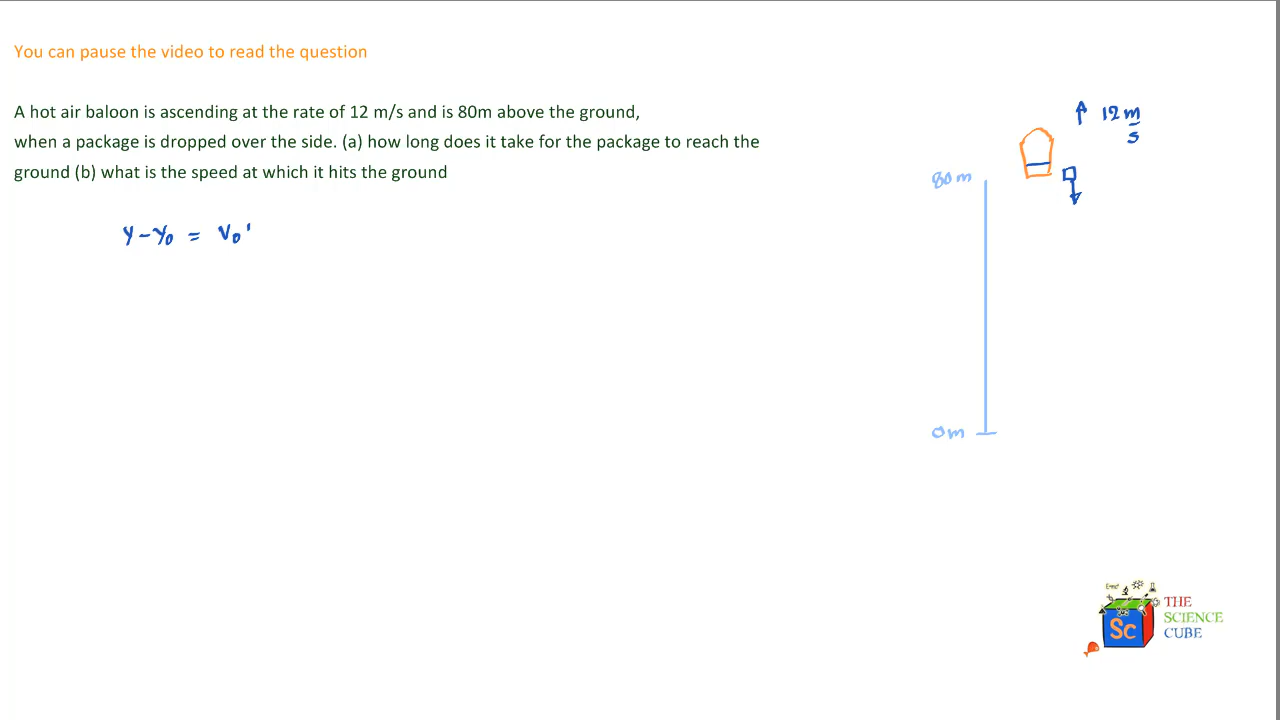 You can pause the video to read the question
A hot air baloon is ascending at the rate of 12 m/s and is 80m above the ground,
when a package is dropped over the side. (a) how long does it take for the package to reach the
ground (b) what is the speed at which it hits the ground
12 m
s
80 m
y - y0 = v0
0m
Sc
THE
SCIENCE
CUBE